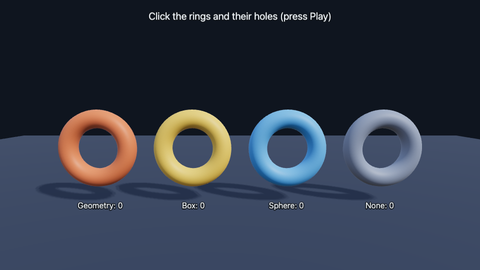 Click the rings and their holes (press Play)
Geometry: 0
Box: 0
Sphere: 0
None: 0